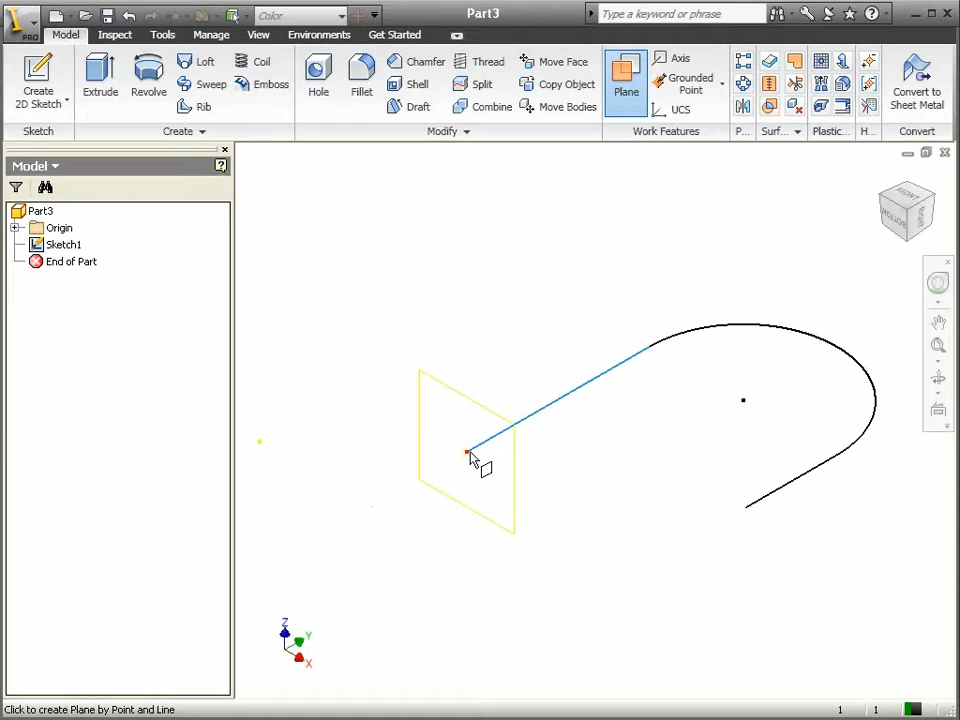 Color
Part3
Type a keyword or phrase
PRO
Model
Inspect
Tools
Manage
View
Environments
Get Started
Create
2D Sketch
Extrude
Revolve
Loft
Sweep
Rib
Coil
Emboss
Hole
Fillet
Chamfer
Shell
Draft
Thread
Split
Combine
Move Face
Copy Object
Move Bodies
Plane
Axis
Grounded
Point
UCS
Convert to
Sheet Metal
Sketch
Create
Modify
Work Features
P...
Surf...
Plastic...
H...
Convert
Model
Part3
Origin
Sketch1
End of Part
FRONT
BOTTOM
RIGHT
Z
Y
X
Click to create Plane by Point and Line
1
1